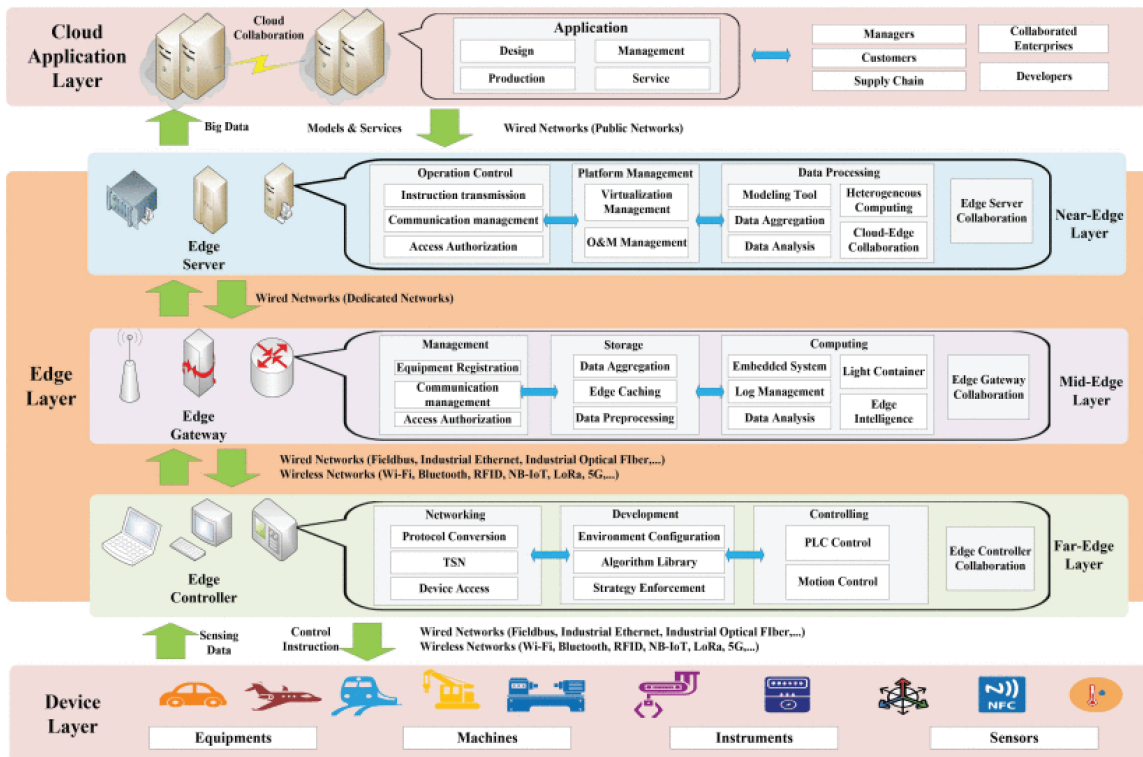 Cloud
Application
Layer
Cloud
Collaboration
Application
Design
Management
Production
Service
Managers
Customers
Supply Chain
Collaborated
Enterprises
Developers
Big Data
Models & Services
Wired Networks (Public Networks)
Edge
Layer
Edge
Server
Operation Control
Instruction transmission
Communication management
Access Authorization
Platform Management
Virtualization
Management
O&M Management
Data Processing
Modeling Tool
Data Aggregation
Data Analysis
Heterogeneous
Computing
Cloud-Edge
Collaboration
Edge Server
Collaboration
Near-Edge
Layer
Wired Networks (Dedicated Networks)
Edge
Gateway
Management
Equipment Registration
Communication
management
Access Authorization
Storage
Data Aggregation
Edge Caching
Data Preprocessing
Computing
Embedded System
Log Management
Data Analysis
Light Container
Edge
Intelligence
Edge Gateway
Collaboration
Mid-Edge
Layer
Wired Networks (Fieldbus, Industrial Ethernet, Industrial Optical FIber,...)
Wireless Networks (Wi-Fi, Bluetooth, RFID, NB-IoT, LoRa, 5G,...)
Edge
Controller
Networking
Protocol Conversion
TSN
Device Access
Development
Environment Configuration
Algorithm Library
Strategy Enforcement
Controlling
PLC Control
Motion Control
Edge Controller
Collaboration
Far-Edge
Layer
Sensing
Data
Control
Instruction
Wired Networks (Fieldbus, Industrial Ethernet, Industrial Optical FIber,...)
Wireless Networks (Wi-Fi, Bluetooth, RFID, NB-IoT, LoRa, 5G,...)
Device
Layer
NFC
Equipments
Machines
Instruments
Sensors